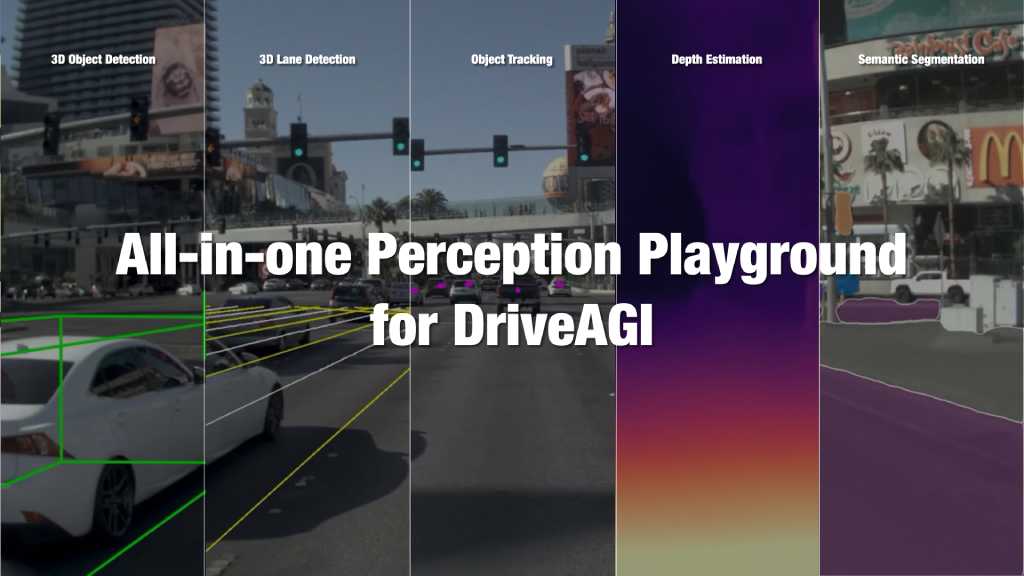 3D Object Detection
3D Lane Detection
Object Tracking
Depth Estimation
Semantic Segmentation
All-in-one Perception Playground
for DriveAGI